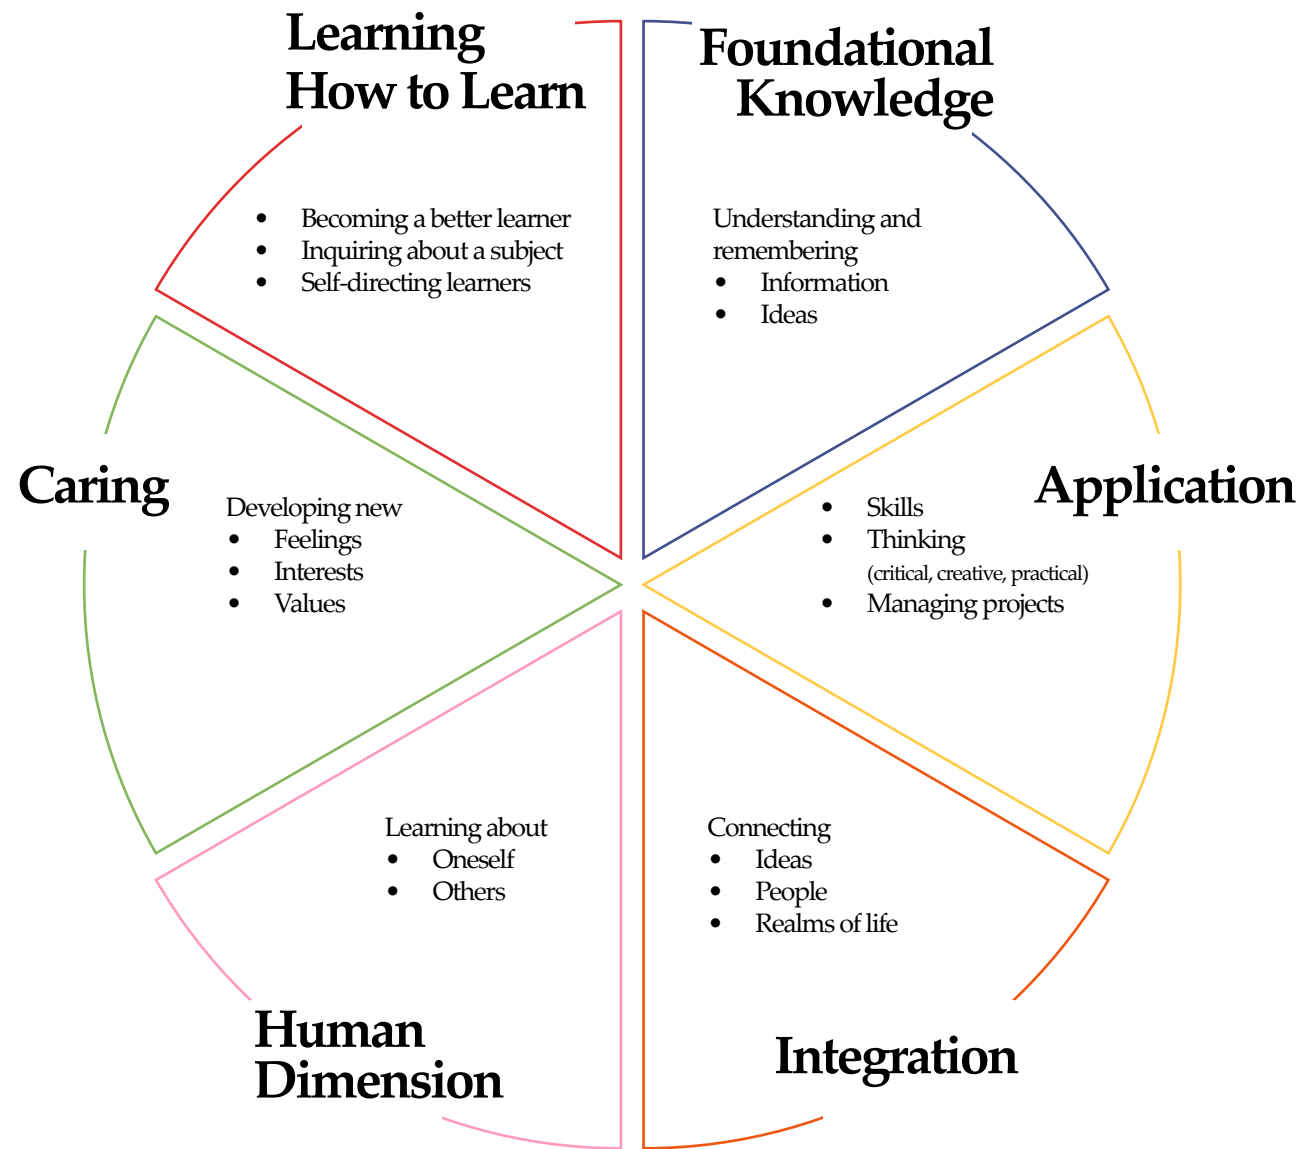 Learning
How to Learn
• Becoming a better learner
• Inquiring about a subject
• Self-directing learners
Foundational
Knowledge
Understanding and
remembering
• Information
• Ideas
Caring
Developing new
• Feelings
• Interests
• Values
Application
• Skills
• Thinking
(critical, creative, practical)
• Managing projects
Learning about
• Oneself
• Others
Human
Dimension
Connecting
• Ideas
• People
• Realms of life
Integration